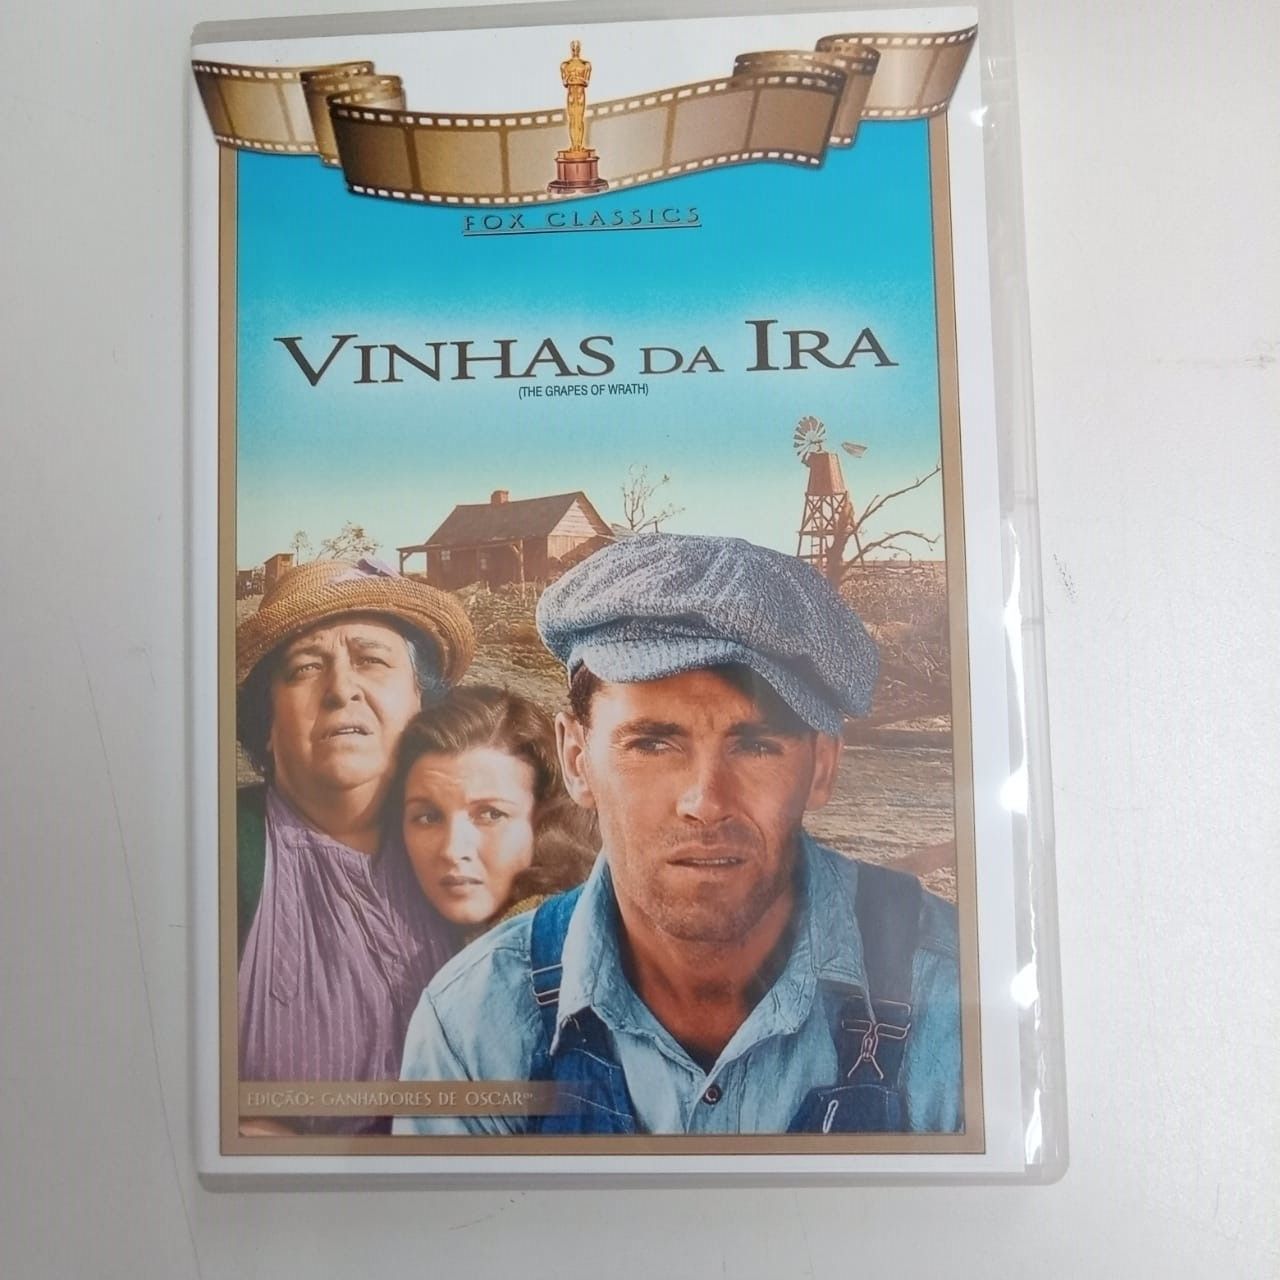 FOX CLASSICS
VINHAS DA IRA
(THE GRAPES OF WRATH)
EDIÇÃO: GANHADORES DE OSCAR